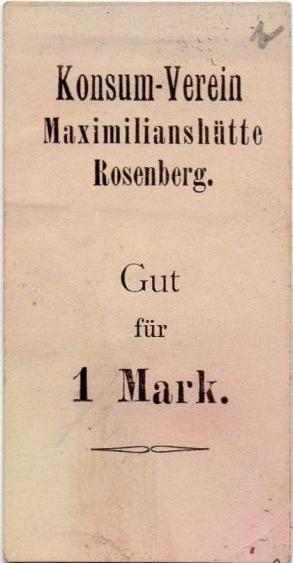 Konsum-Verein
Maximilianshütte
Rosenberg.
Gut
für
1 Mark.